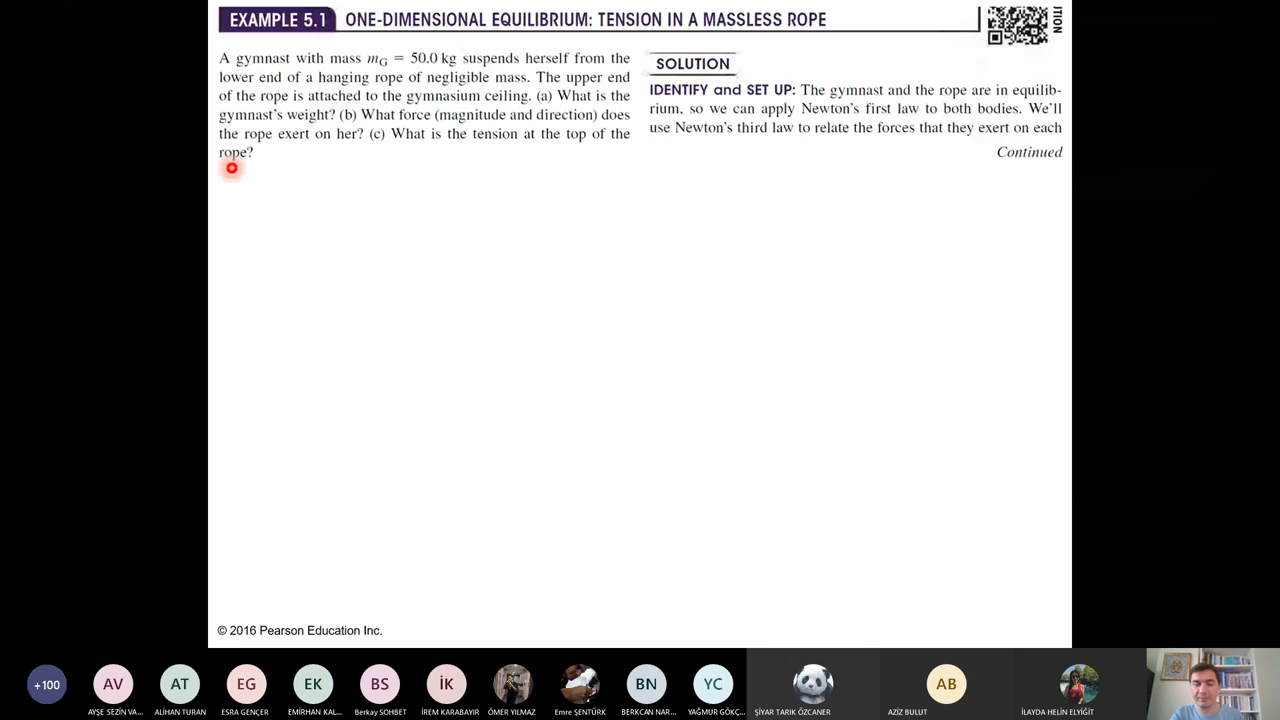 EXAMPLE 5.1 ONE-DIMENSIONAL EQUILIBRIUM: TENSION IN A MASSLESS ROPE
ITION
A gymnast with mass mG = 50.0 kg suspends herself from the
lower end of a hanging rope of negligible mass. The upper end
of the rope is attached to the gymnasium ceiling. (a) What is the
gymnast's weight? (b) What force (magnitude and direction) does
the rope exert on her? (c) What is the tension at the top of the
rope?
SOLUTION
IDENTIFY and SET UP: The gymnast and the rope are in equilib-
rium, so we can apply Newton's first law to both bodies. We'll
use Newton's third law to relate the forces that they exert on each
Continued
© 2016 Pearson Education Inc.
+100
AV
AT
EG
EK
BS
İK
BN
YC
AB
AYŞE SEZİN VA...
ALİHAN TURAN
ESRA GENÇER
EMİRHAN KAL...
Berkay SOHBET
İREM KARABAYIR
ÖMER YILMAZ
Emre ŞENTÜRK
BERKCAN NAR...
YAĞMUR GÖKÇ...
ŞİYAR TARIK ÖZCANER
AZİZ BULUT
İLAYDA HELİN ELYİĞİT